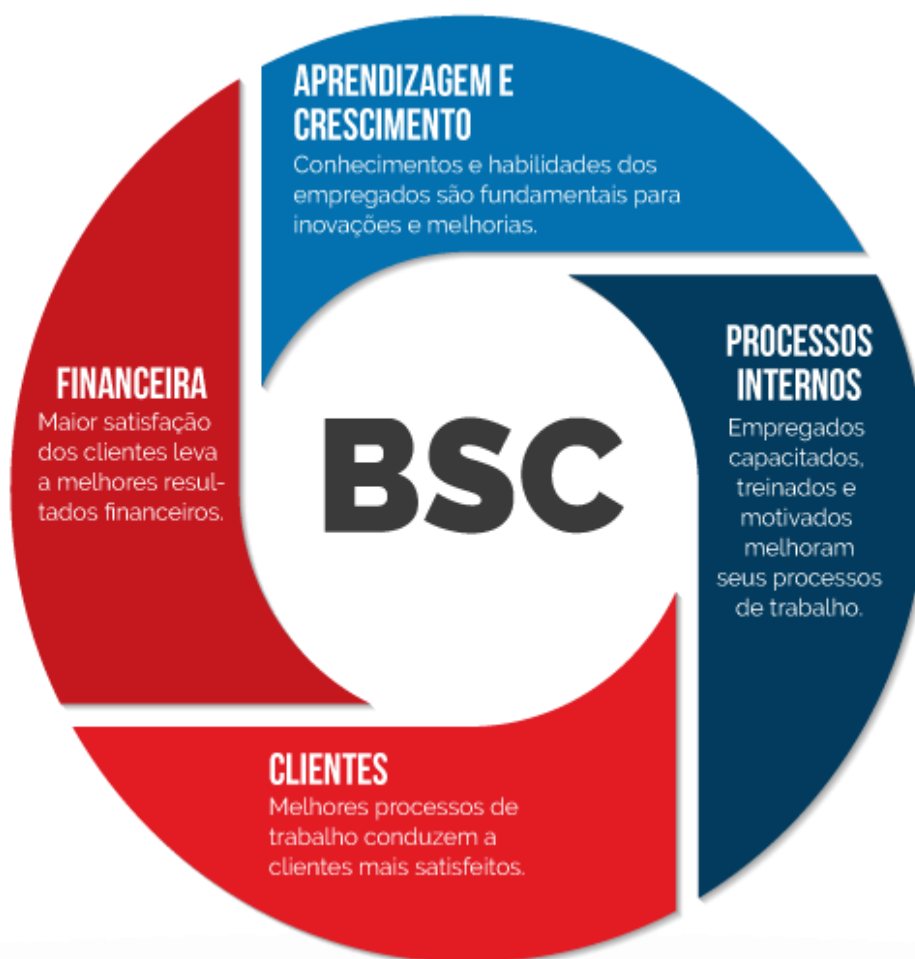 APRENDIZAGEM E
CRESCIMENTO
Conhecimentos e habilidades dos
empregados são fundamentais para
inovações e melhorias.
PROCESSOS
INTERNOS
Empregados
capacitados,
treinados e
motivados
melhoram
seus processos
de trabalho.
CLIENTES
Melhores processos de
trabalho conduzem a
clientes mais satisfeitos.
FINANCEIRA
Maior satisfação
dos clientes leva
a melhores resul-
tados financeiros.
BSC